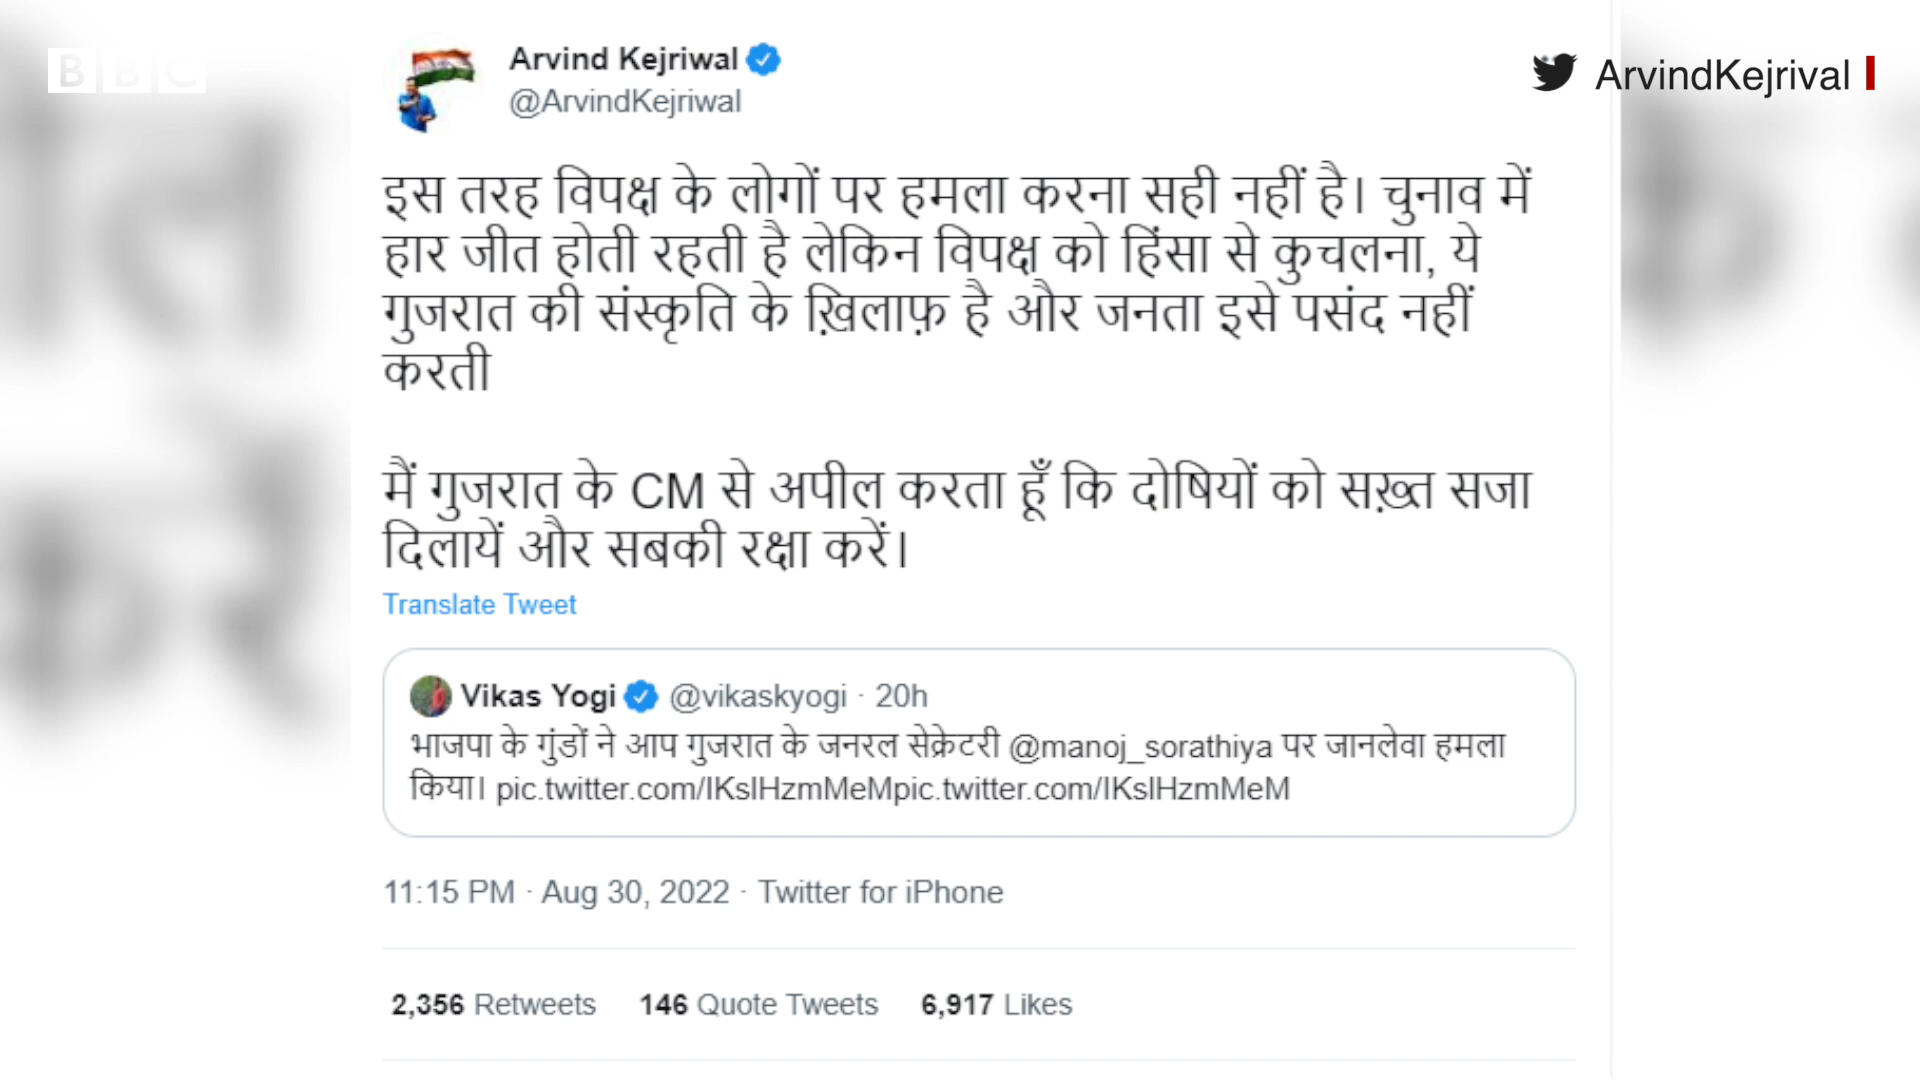 BBC
Arvind Kejriwal
@ArvindKejriwal
ArvindKejrival
इस तरह विपक्ष के लोगों पर हमला करना सही नहीं है। चुनाव में
हार जीत होती रहती है लेकिन विपक्ष को हिंसा से कुचलना, ये
गुजरात की संस्कृति के ख़िलाफ़ है और जनता इसे पसंद नहीं
करती
मैं गुजरात के CM से अपील करता हूँ कि दोषियों को सख़्त सजा
दिलायें और सबकी रक्षा करें।
Translate Tweet
Vikas Yogi @vikaskyogi · 20h
भाजपा के गुंडों ने आप गुजरात के जनरल सेक्रेटरी @manoj_sorathiya पर जानलेवा हमला
किया। pic.twitter.com/IKslHzmMeMpic.twitter.com/IKslHzmMeM
11:15 PM · Aug 30, 2022 · Twitter for iPhone
2,356 Retweets 146 Quote Tweets 6,917 Likes